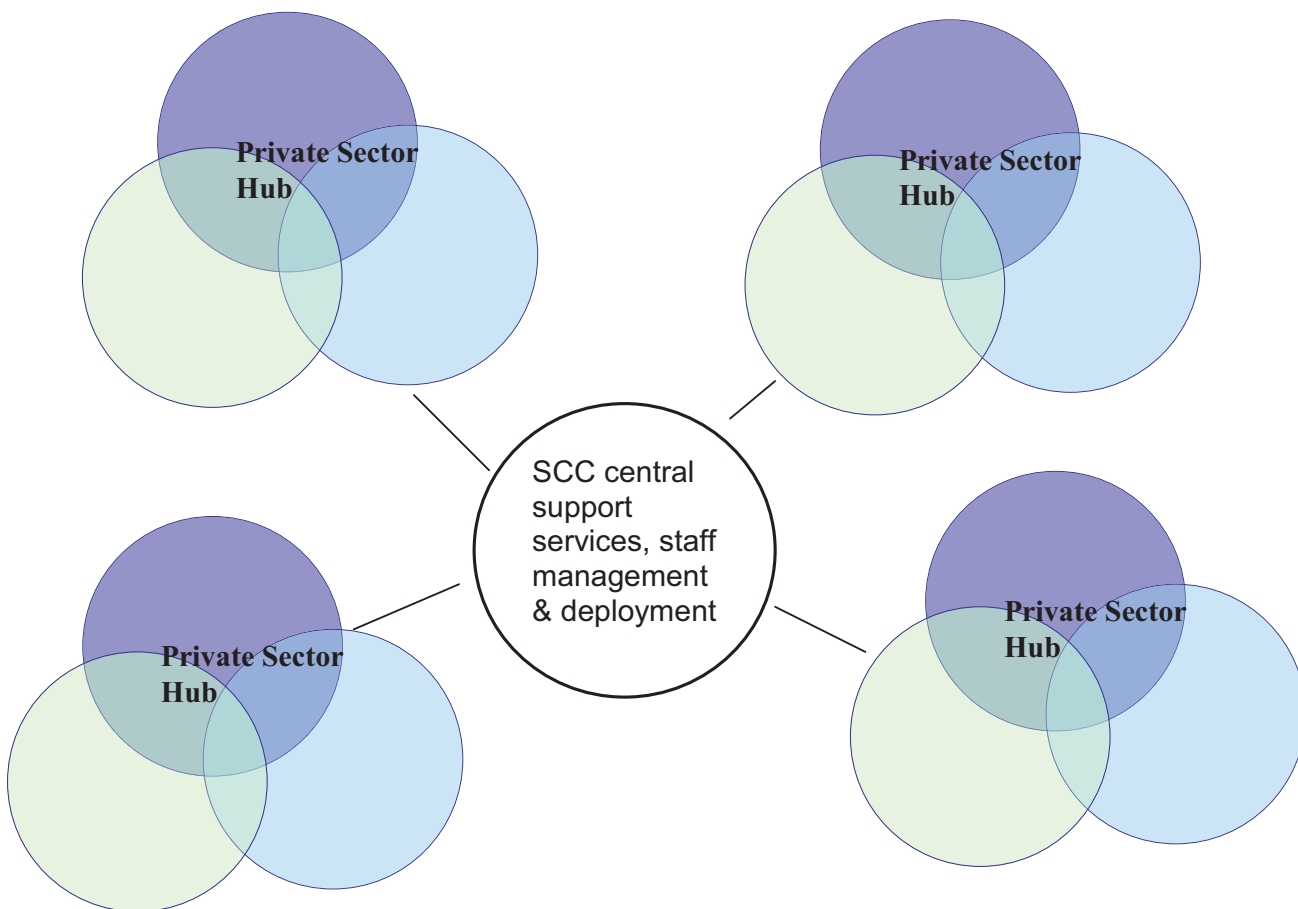 Private Sector
Hub
Private Sector
Hub
SCC central
support
services, staff
management
& deployment
Private Sector
Hub
Private Sector
Hub